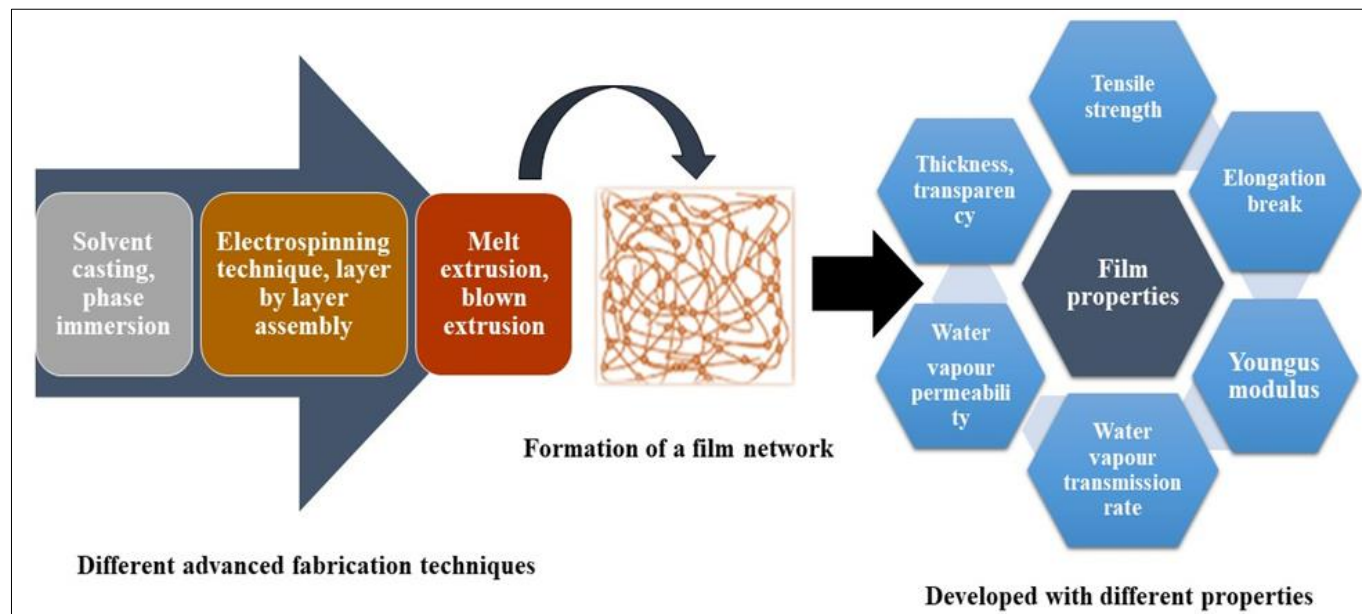 Solvent
casting,
phase
immersion
Electrospinning
technique, layer
by layer
assembly
Melt
extrusion,
blown
extrusion
Formation of a film network
Different advanced fabrication techniques
Tensile
strength
Thickness,
transparen
cy
Elongation
break
Film
properties
Water
vapour
permeabili
ty
Youngus
modulus
Water
vapour
transmission
rate
Developed with different properties